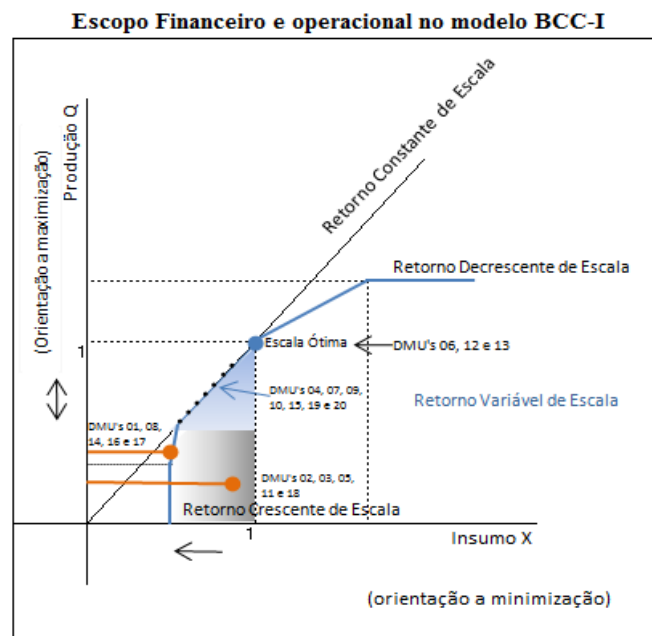 Escopo Financeiro e operacional no modelo BCC-I
(Orientação a maximização)
Produção Q
Retorno Constante de Escala
Retorno Decrescente de Escala
1
Escala Ótima
DMU's 06, 12 e 13
DMU's 04, 07, 09,
10, 15, 19 e 20
Retorno Variável de Escala
DMU's 01, 08,
14, 16 e 17
DMU's 02, 03, 05,
11 e 18
Retorno Crescente de Escala
1
Insumo X
(orientação a minimização)